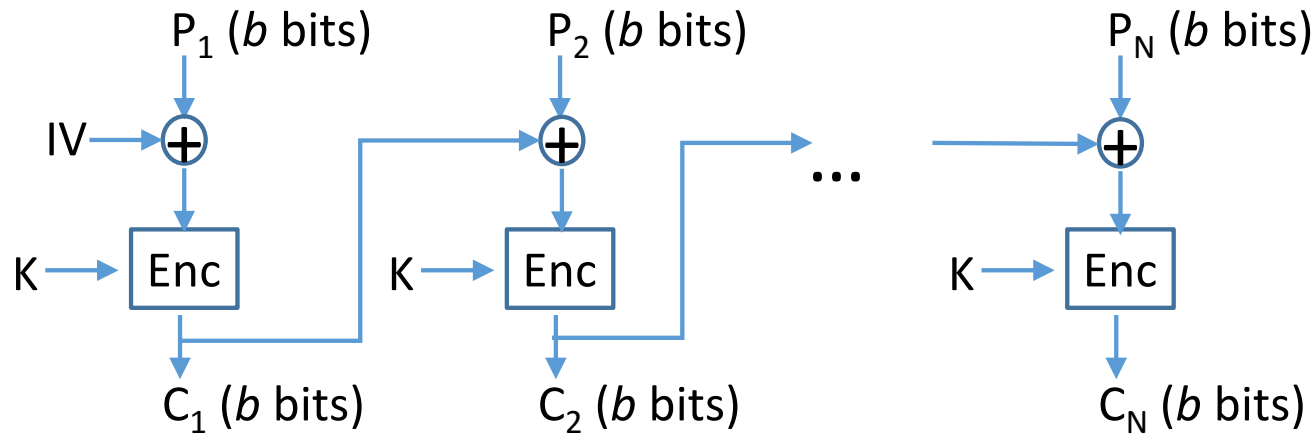 P1 (b bits) P2 (b bits) PN (b bits)
IV + + +
...
K Enc K Enc K Enc
C1 (b bits) C2 (b bits) CN (b bits)